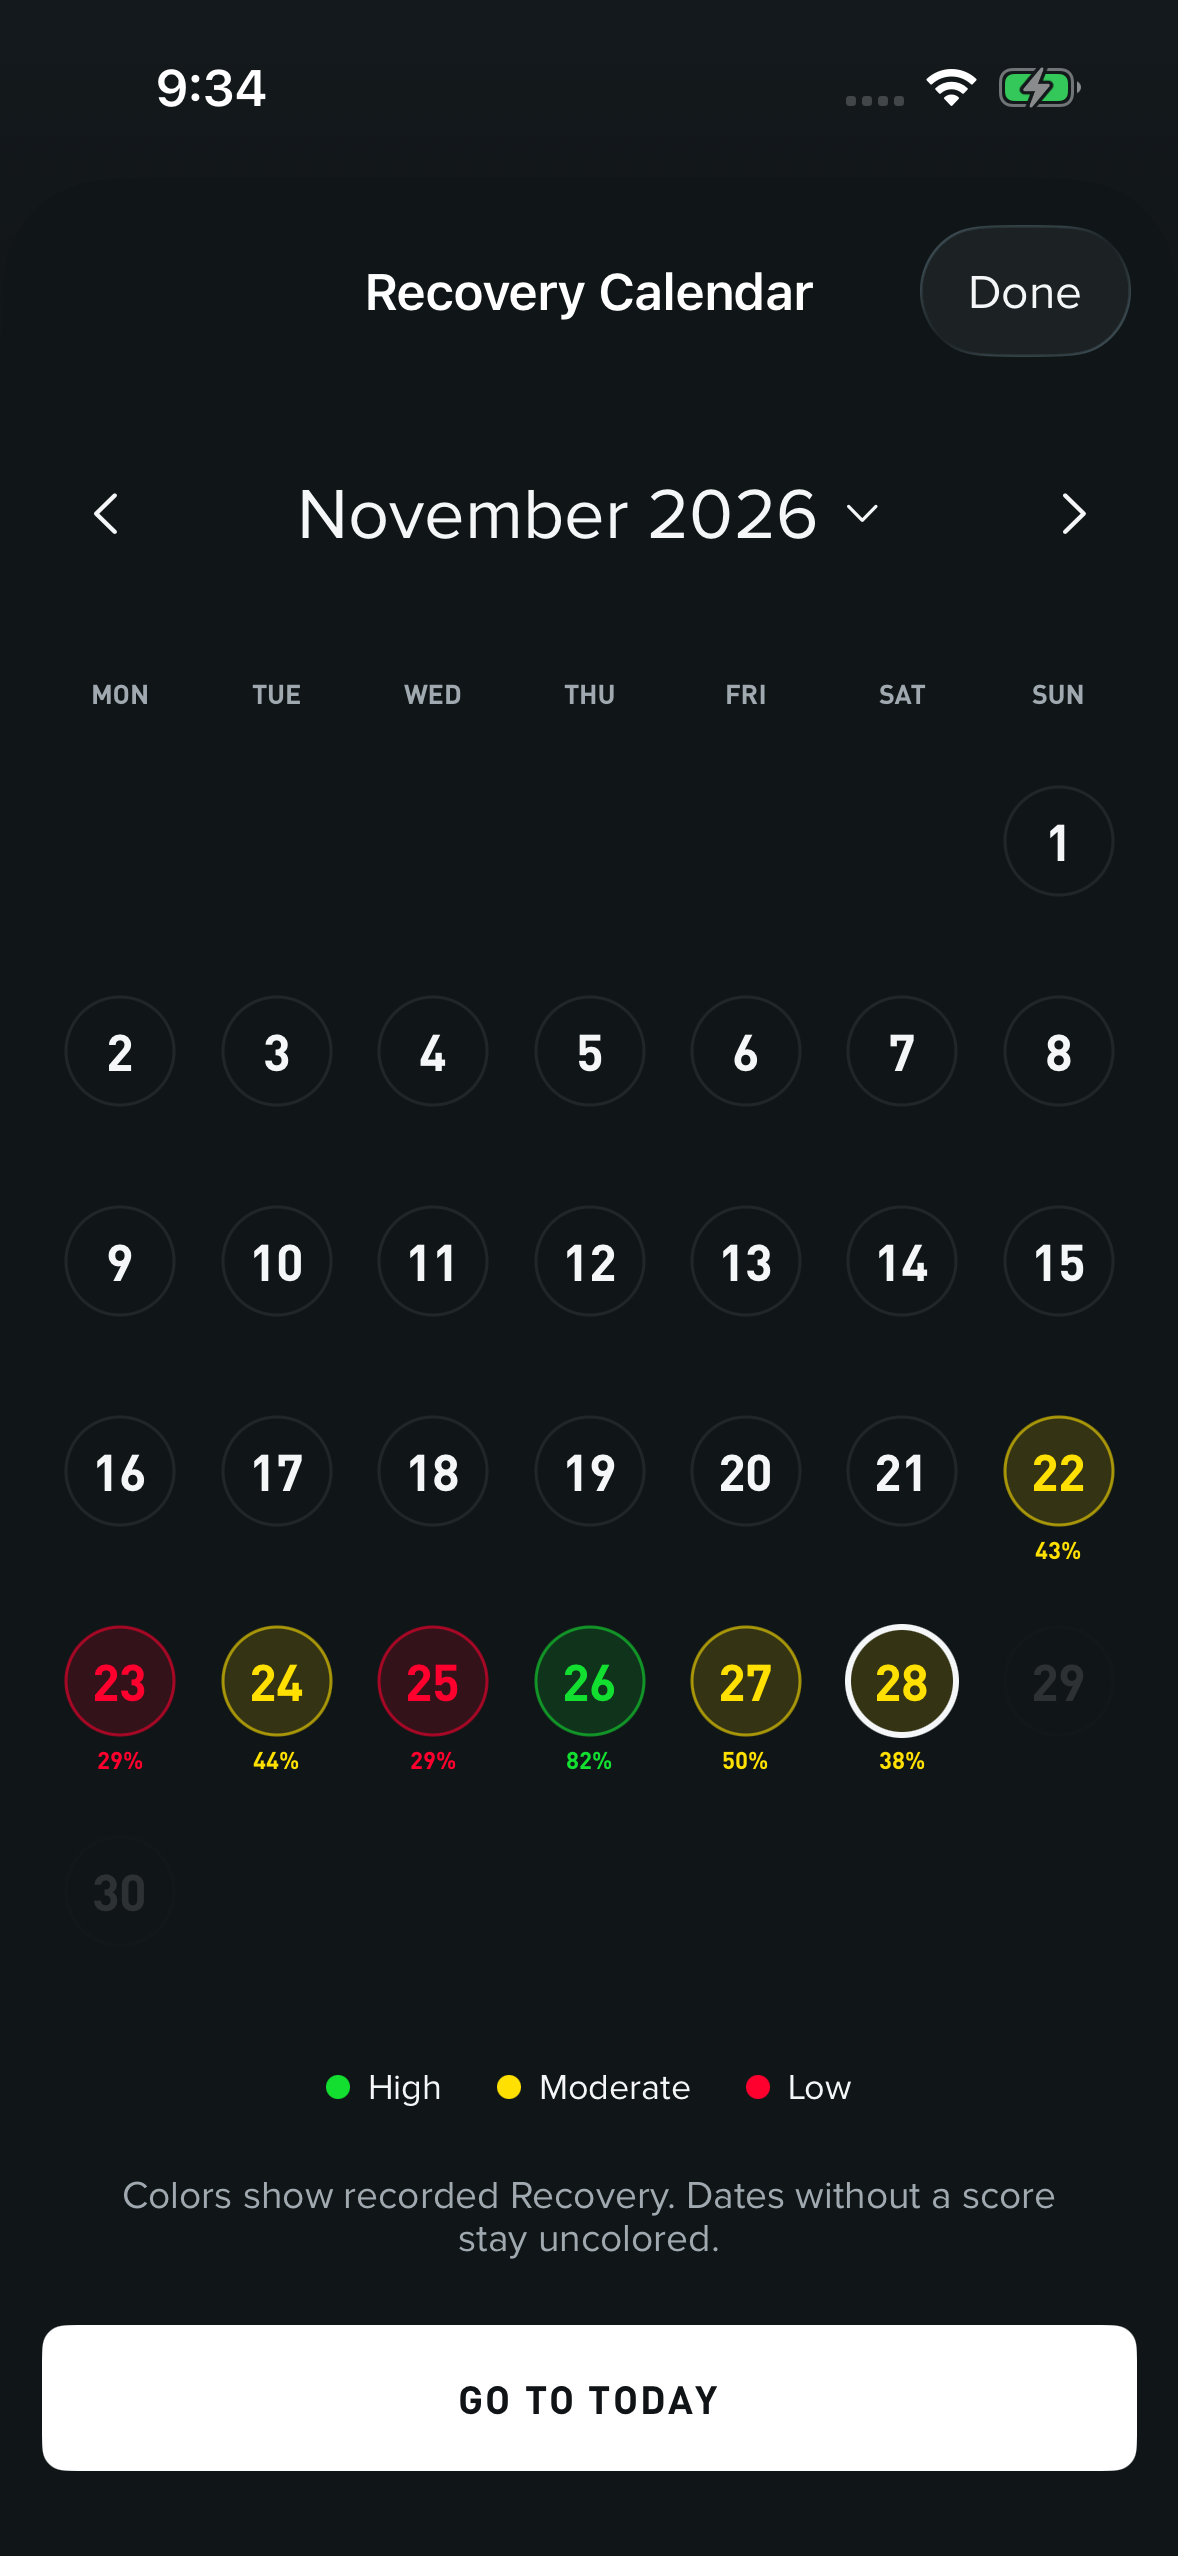 9:34
Recovery Calendar
Done
November 2026
MON TUE WED THU FRI SAT SUN
1
2 3 4 5 6 7 8
9 10 11 12 13 14 15
16 17 18 19 20 21 22
43%
23 24 25 26 27 28 29
29% 44% 29% 82% 50% 38%
30
High Moderate Low
Colors show recorded Recovery. Dates without a score
stay uncolored.
GO TO TODAY